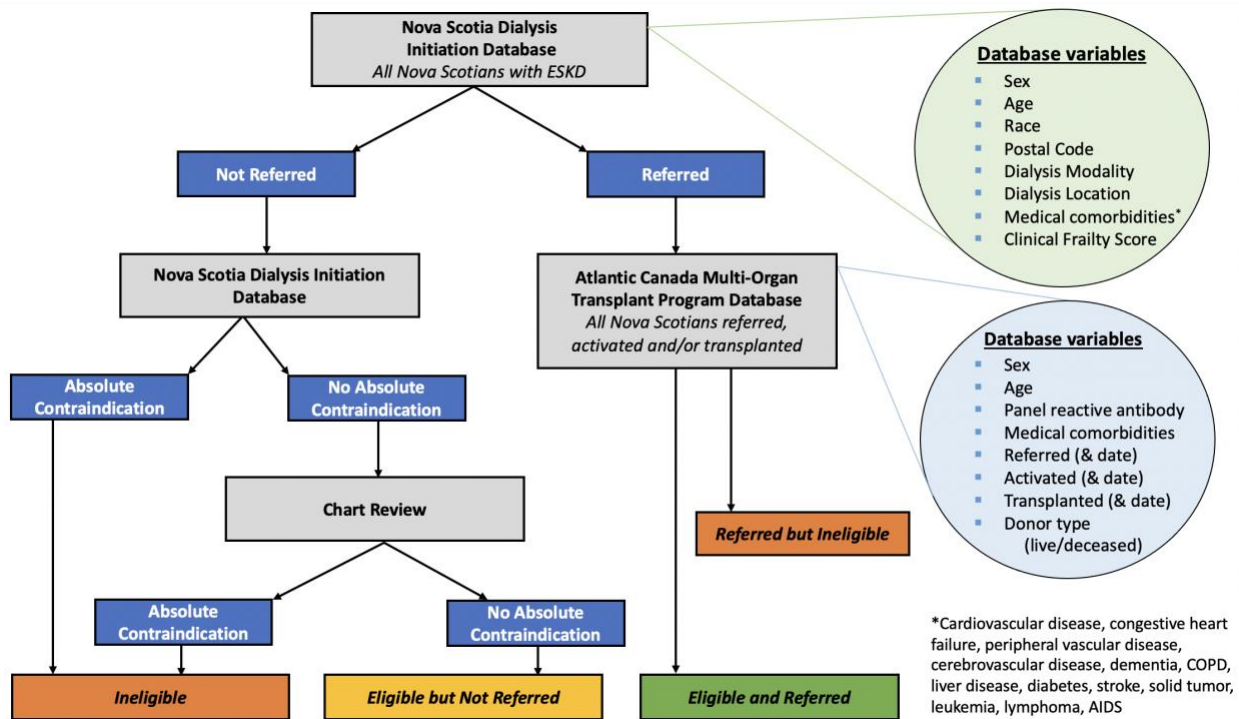 Nova Scotia Dialysis
Initiation Database
All Nova Scotians with ESKD
Database variables
Sex
Age
Race
Postal Code
Dialysis Modality
Dialysis Location
Medical comorbidities*
Clinical Frailty Score
Not Referred
Referred
Nova Scotia Dialysis Initiation
Database
Atlantic Canada Multi-Organ
Transplant Program Database
All Nova Scotians referred,
activated and/or transplanted
Database variables
Sex
Age
Panel reactive antibody
Medical comorbidities
Referred (& date)
Activated (& date)
Transplanted (& date)
Donor type
(live/deceased)
Absolute
Contraindication
No Absolute
Contraindication
Chart Review
Referred but Ineligible
Absolute
Contraindication
No Absolute
Contraindication
Ineligible
Eligible but Not Referred
Eligible and Referred
*Cardiovascular disease, congestive heart
failure, peripheral vascular disease,
cerebrovascular disease, dementia, COPD,
liver disease, diabetes, stroke, solid tumor,
leukemia, lymphoma, AIDS